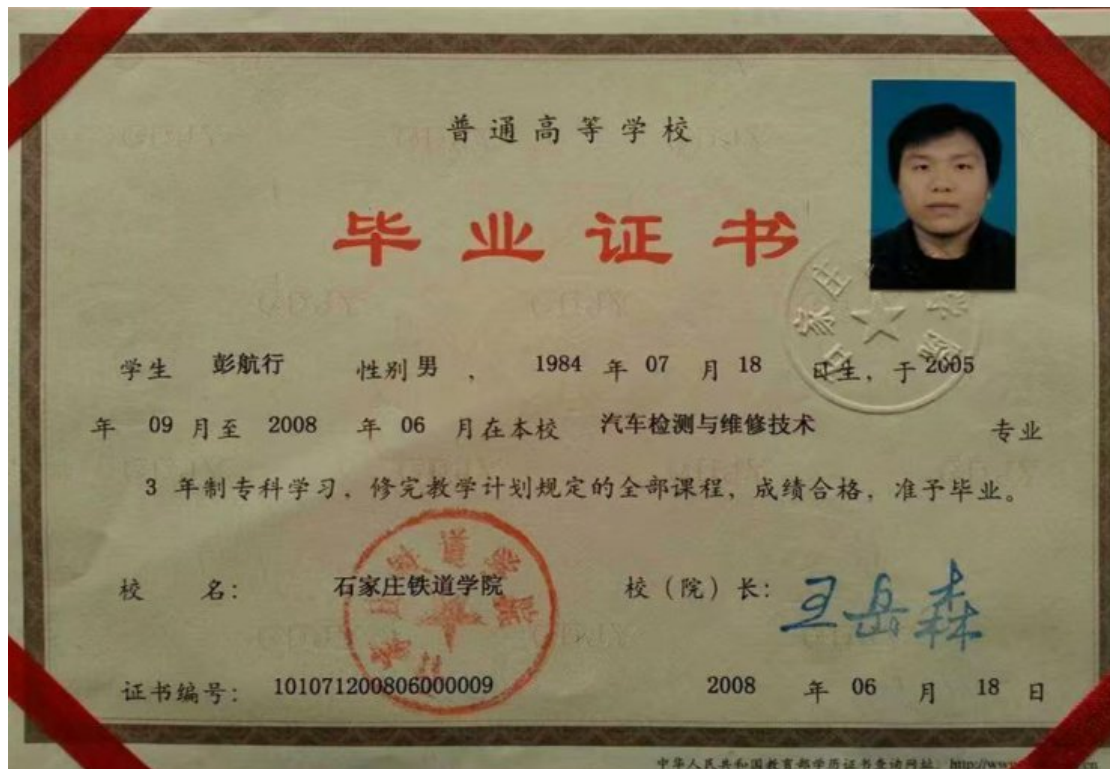 普通高等学校
毕业证书
学生 彭航行 性别 男 ， 1984 年 07 月 18 日生，于 2005
年 09 月至 2008 年 06 月在本校 汽车检测与维修技术 专业
3 年制专科学习，修完教学计划规定的全部课程，成绩合格，准予毕业。
校 名： 石家庄铁道学院 校（院）长： 王岳森
证书编号： 101071200806000009 2008 年 06 月 18 日
中华人民共和国教育部学历证书查询网址：http://www